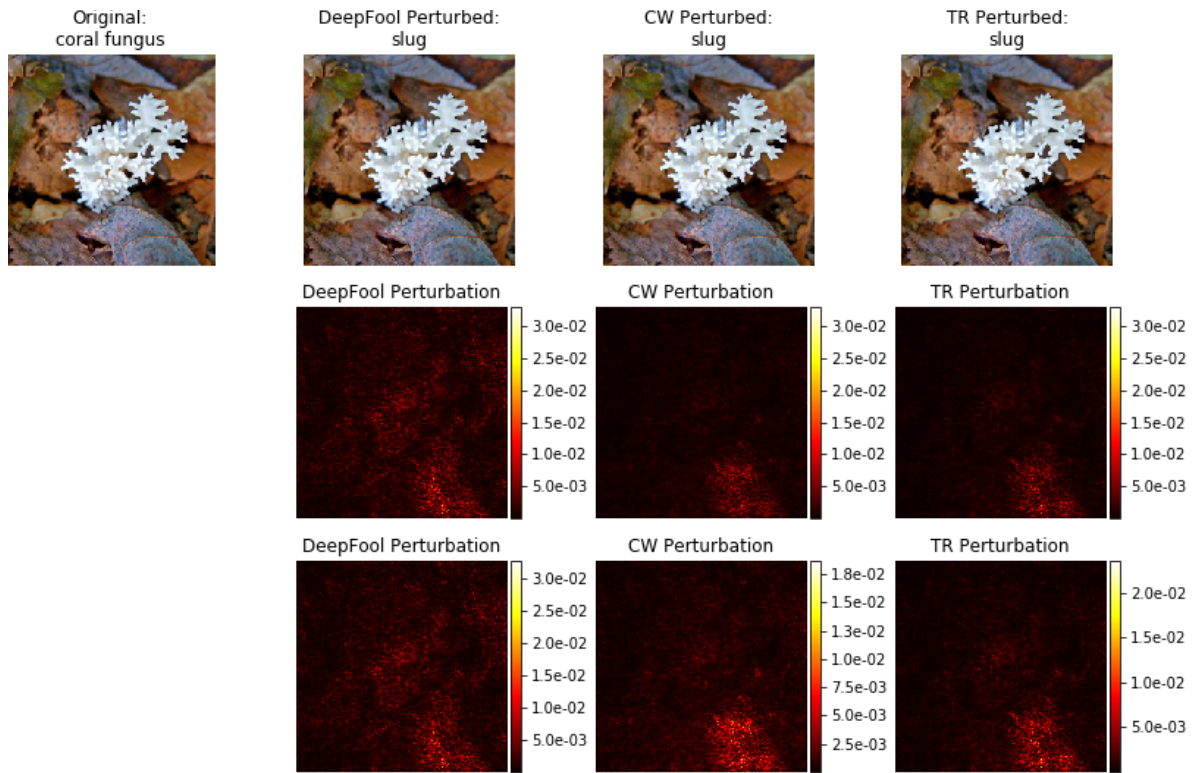 Original:
coral fungus
DeepFool Perturbed:
slug
CW Perturbed:
slug
TR Perturbed:
slug
DeepFool Perturbation
3.0e-02
2.5e-02
2.0e-02
1.5e-02
1.0e-02
5.0e-03
CW Perturbation
3.0e-02
2.5e-02
2.0e-02
1.5e-02
1.0e-02
5.0e-03
TR Perturbation
3.0e-02
2.5e-02
2.0e-02
1.5e-02
1.0e-02
5.0e-03
DeepFool Perturbation
3.0e-02
2.5e-02
2.0e-02
1.5e-02
1.0e-02
5.0e-03
CW Perturbation
1.8e-02
1.5e-02
1.3e-02
1.0e-02
7.5e-03
5.0e-03
2.5e-03
TR Perturbation
2.0e-02
1.5e-02
1.0e-02
5.0e-03